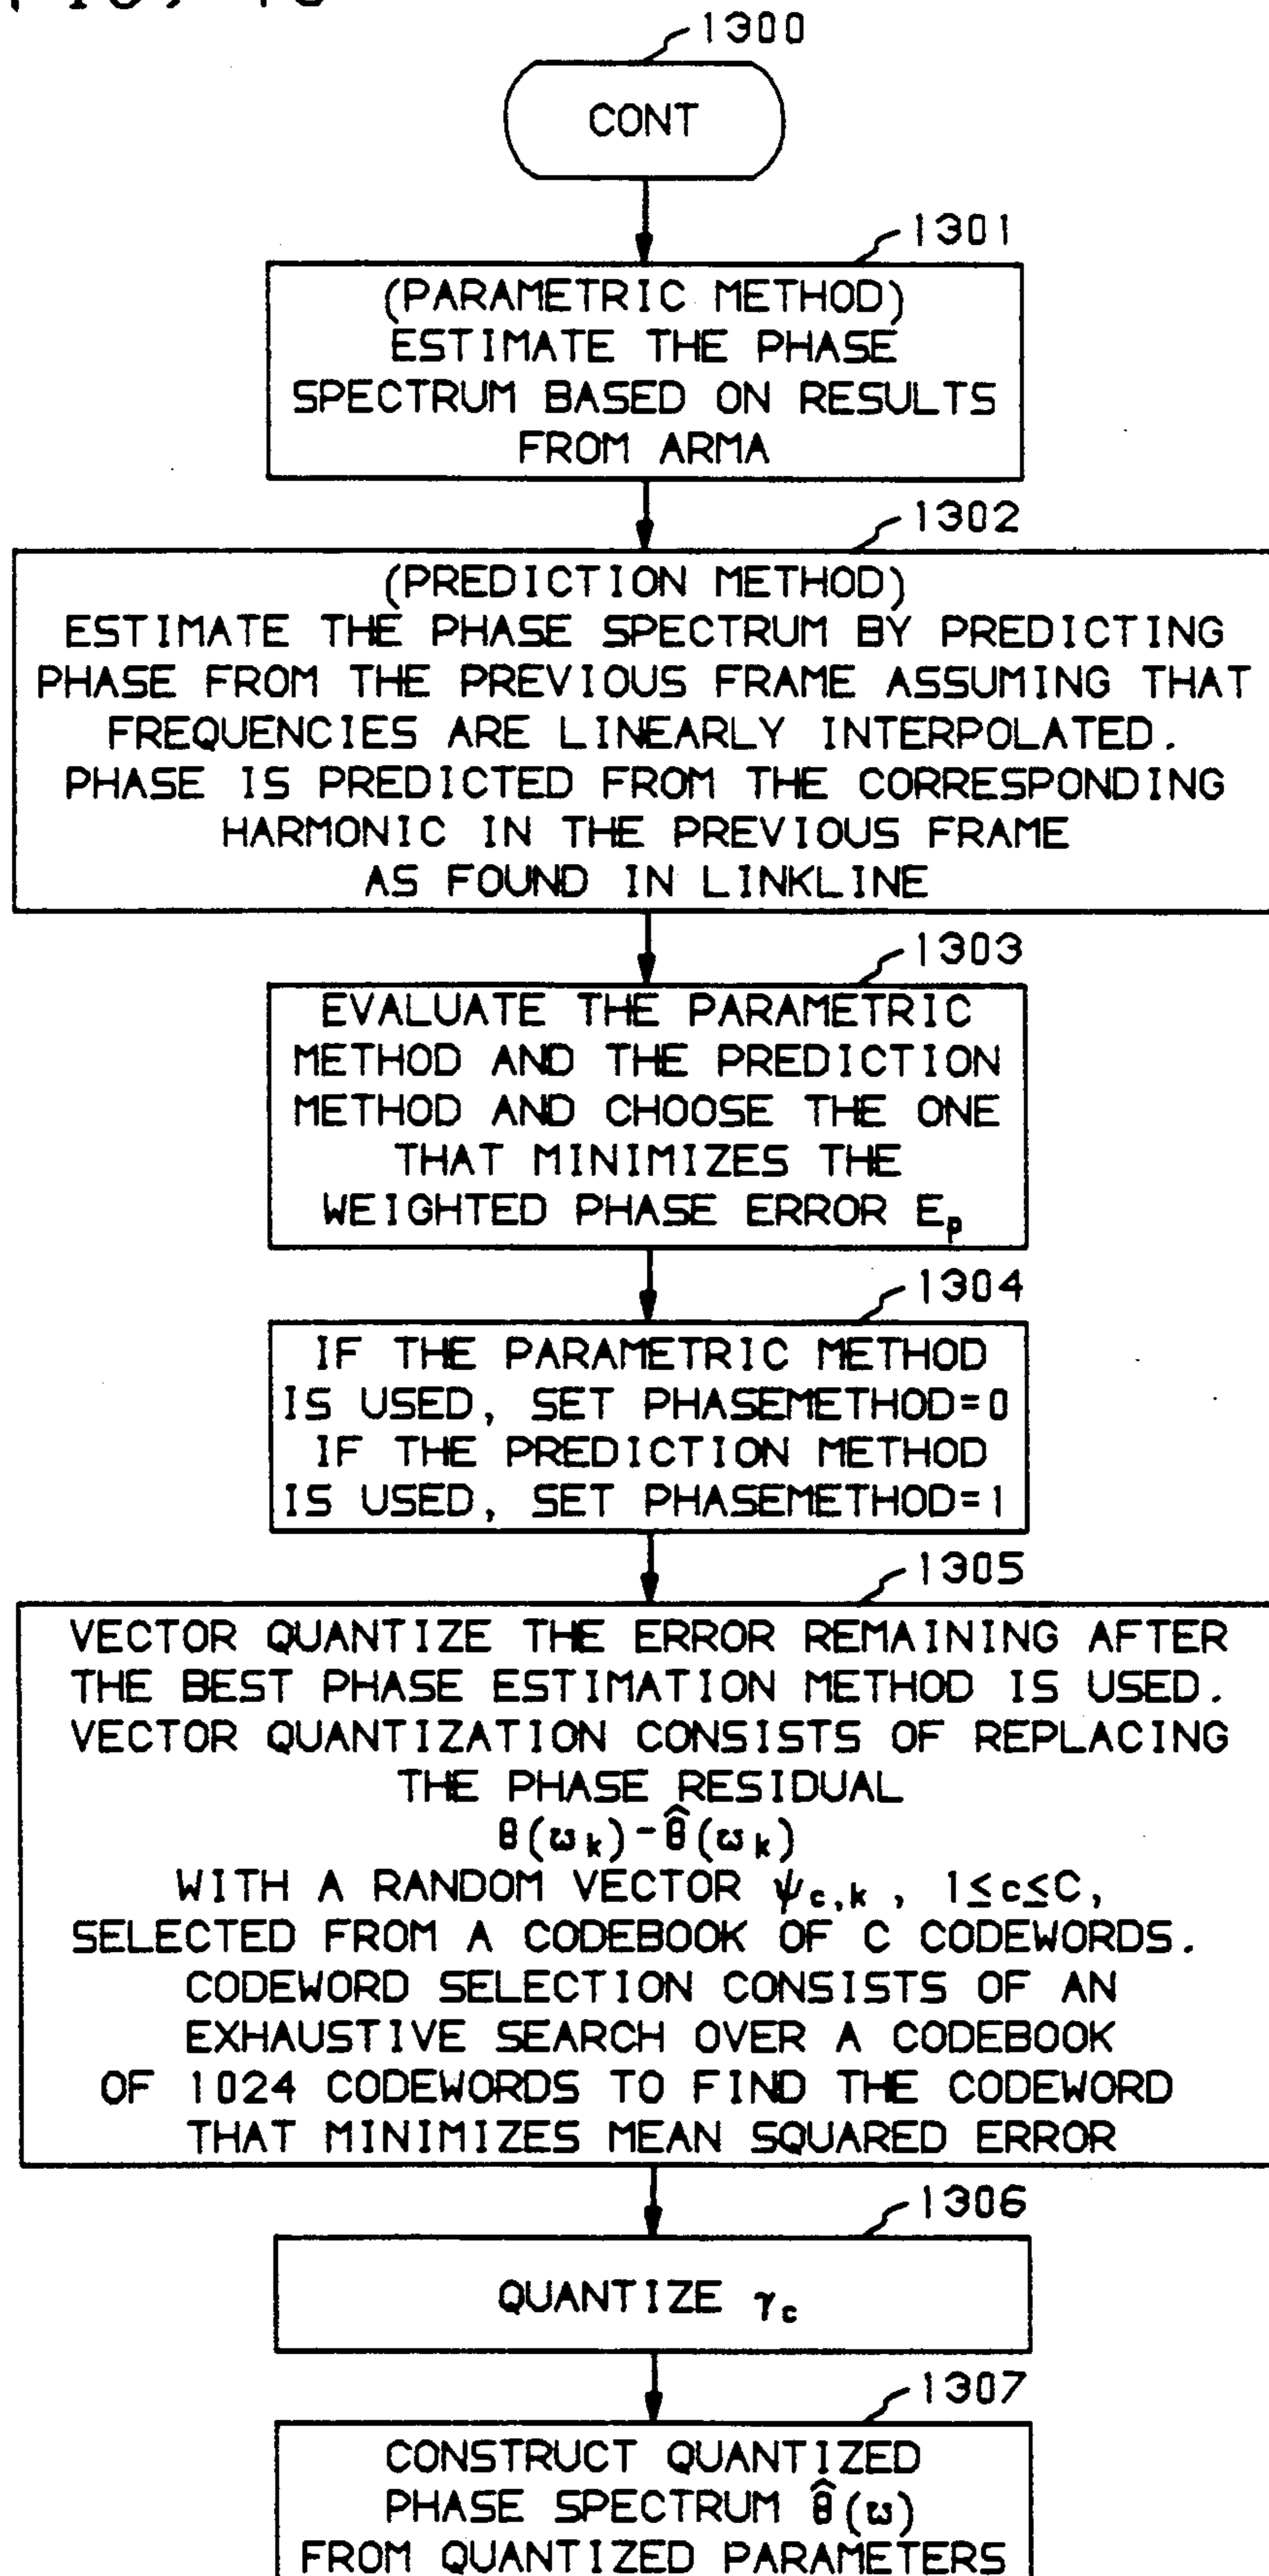 1300
CONT
1301
(PARAMETRIC METHOD)
ESTIMATE THE PHASE
SPECTRUM BASED ON RESULTS
FROM ARMA
1302
(PREDICTION METHOD)
ESTIMATE THE PHASE SPECTRUM BY PREDICTING
PHASE FROM THE PREVIOUS FRAME ASSUMING THAT
FREQUENCIES ARE LINEARLY INTERPOLATED.
PHASE IS PREDICTED FROM THE CORRESPONDING
HARMONIC IN THE PREVIOUS FRAME
AS FOUND IN LINKLINE
1303
EVALUATE THE PARAMETRIC
METHOD AND THE PREDICTION
METHOD AND CHOOSE THE ONE
THAT MINIMIZES THE
WEIGHTED PHASE ERROR Eₚ
1304
IF THE PARAMETRIC METHOD
IS USED, SET PHASEMETHOD=0
IF THE PREDICTION METHOD
IS USED, SET PHASEMETHOD=1
1305
VECTOR QUANTIZE THE ERROR REMAINING AFTER
THE BEST PHASE ESTIMATION METHOD IS USED.
VECTOR QUANTIZATION CONSISTS OF REPLACING
THE PHASE RESIDUAL
θ(ωₖ)-θ̂(ωₖ)
WITH A RANDOM VECTOR ψc,k , 1≤c≤C,
SELECTED FROM A CODEBOOK OF C CODEWORDS.
CODEWORD SELECTION CONSISTS OF AN
EXHAUSTIVE SEARCH OVER A CODEBOOK
OF 1024 CODEWORDS TO FIND THE CODEWORD
THAT MINIMIZES MEAN SQUARED ERROR
1306
QUANTIZE γc
1307
CONSTRUCT QUANTIZED
PHASE SPECTRUM θ̂(ω)
FROM QUANTIZED PARAMETERS